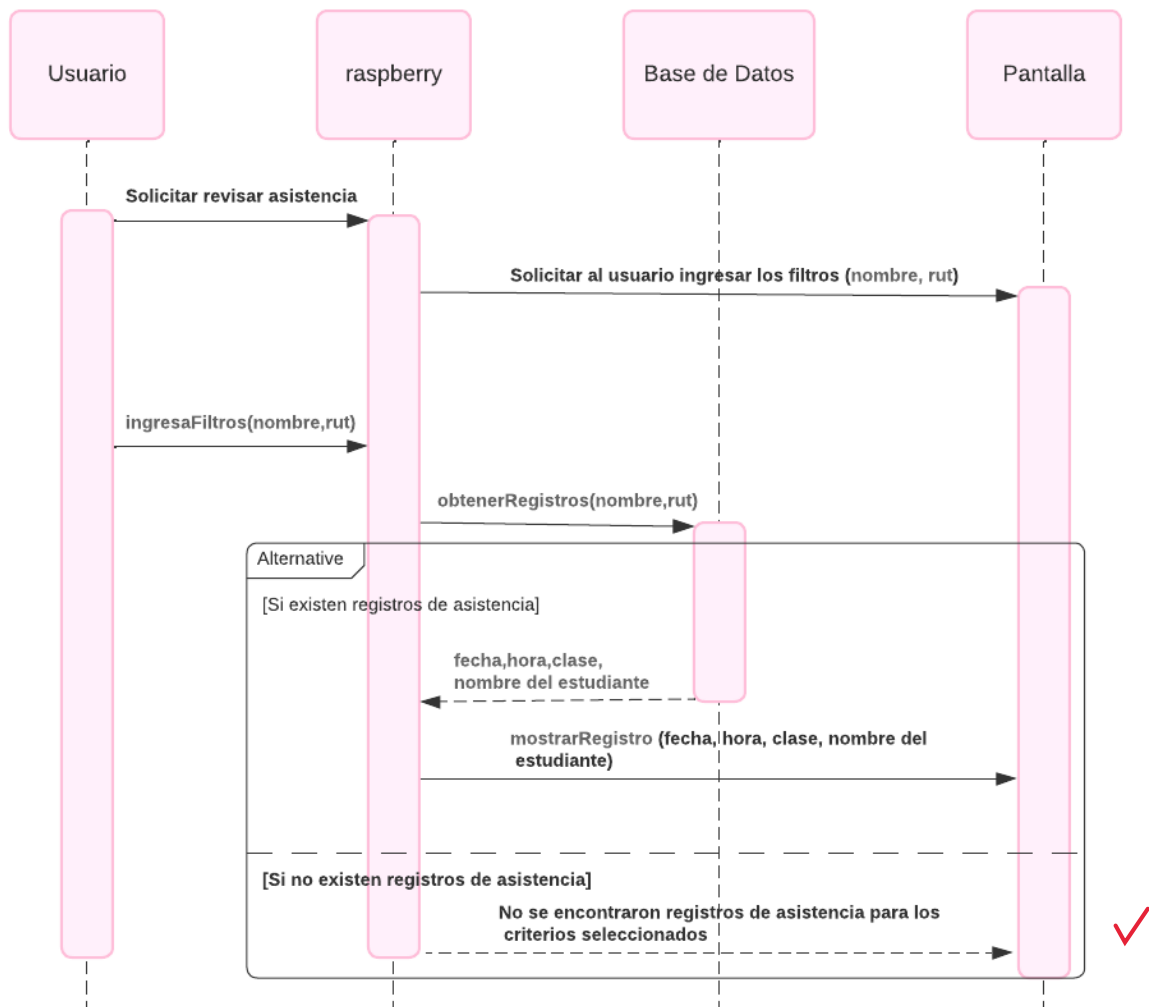 Usuario
raspberry
Base de Datos
Pantalla
Solicitar revisar asistencia
Solicitar al usuario ingresar los filtros (nombre, rut)
ingresaFiltros(nombre,rut)
obtenerRegistros(nombre,rut)
Alternative
[Si existen registros de asistencia]
fecha,hora,clase,
nombre del estudiante
mostrarRegistro (fecha, hora, clase, nombre del
estudiante)
[Si no existen registros de asistencia]
No se encontraron registros de asistencia para los
criterios seleccionados